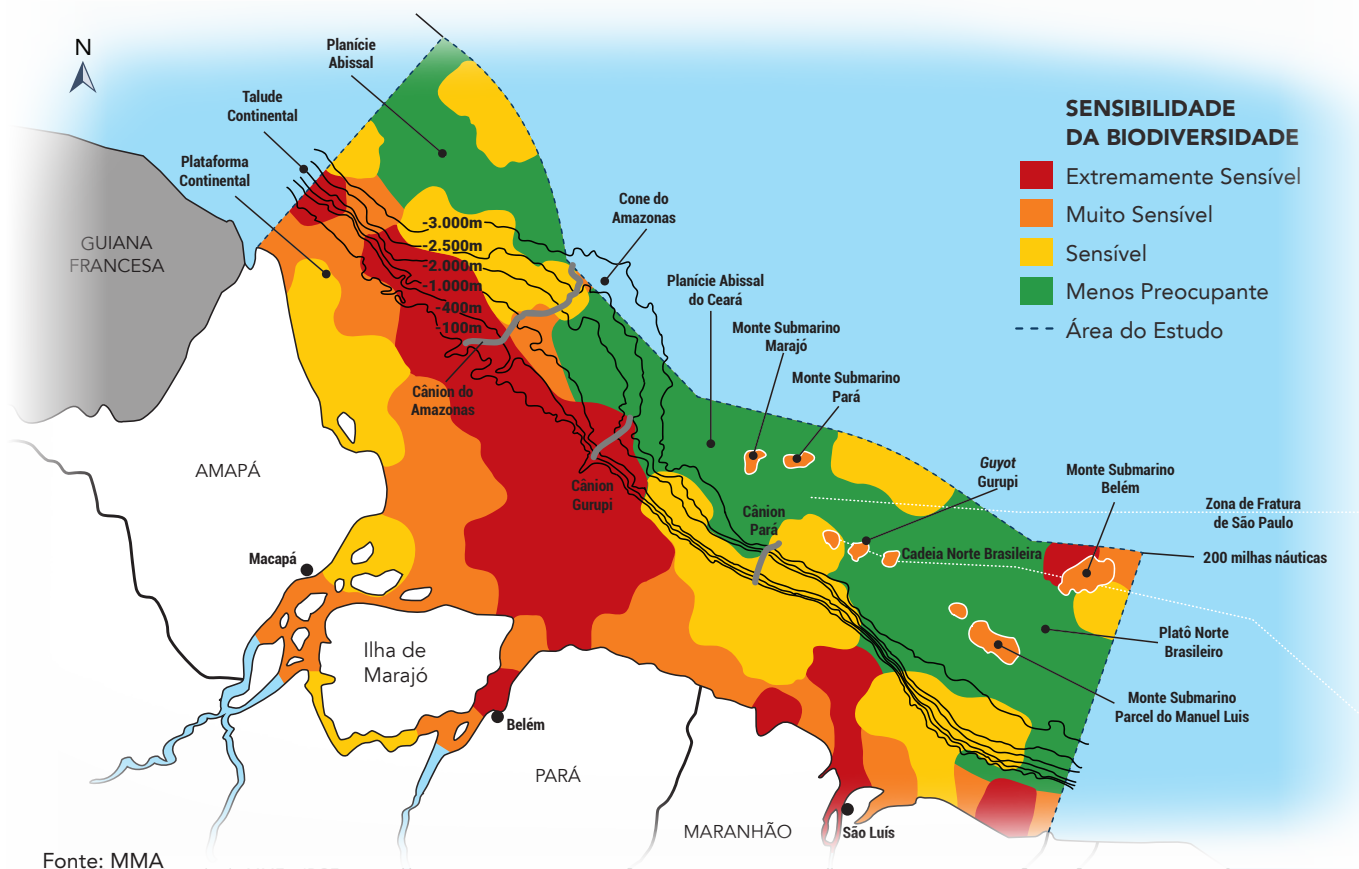 N
Planície
Abissal
Talude
Continental
Plataforma
Continental
GUIANA
FRANCESA
-3.000m
-2.500m
-2.000m
-1.000m
-400m
-100m
Cone do
Amazonas
Planície Abissal
do Ceará
Monte Submarino
Marajó
Monte Submarino
Pará
SENSIBILIDADE
DA BIODIVERSIDADE
Extremamente Sensível
Muito Sensível
Sensível
Menos Preocupante
Área do Estudo
Cânion do
Amazonas
AMAPÁ
Cânion
Gurupi
Cânion
Pará
Guyot
Gurupi
Monte Submarino
Belém
Zona de Fratura
de São Paulo
Cadeia Norte Brasileira
200 milhas náuticas
Macapá
Ilha de
Marajó
Platô Norte
Brasileiro
Monte Submarino
Parcel do Manuel Luis
Belém
PARÁ
MARANHÃO
São Luís
Fonte: MMA